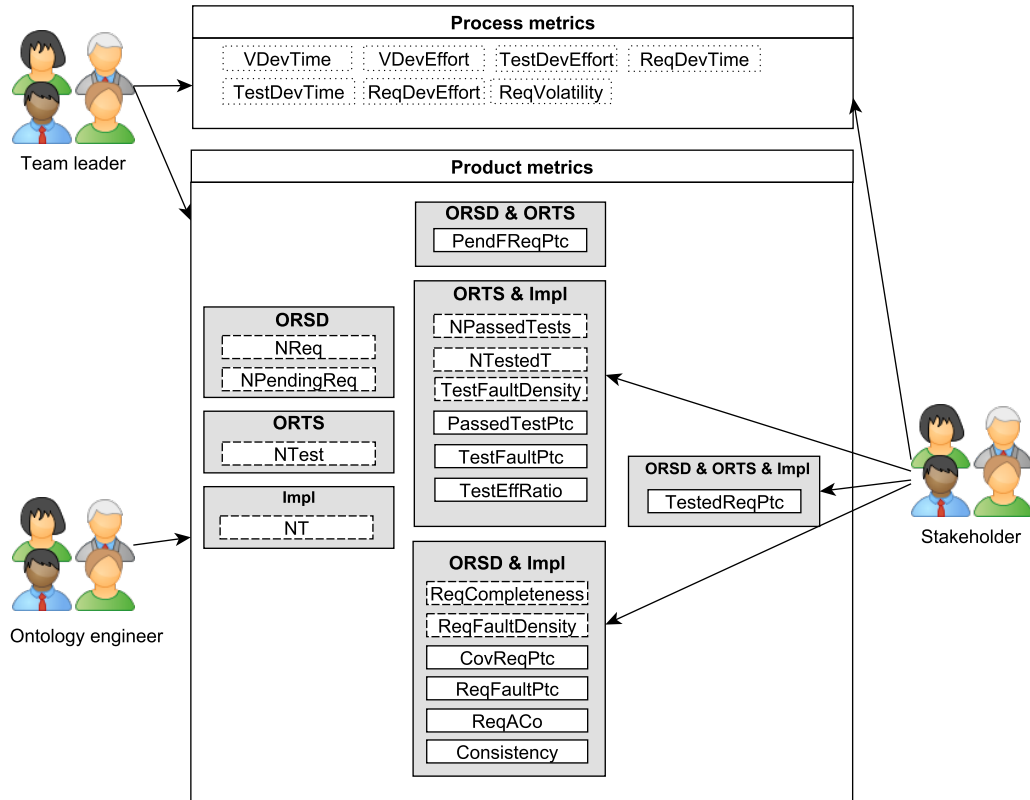 Process metrics
VDevTime
VDevEffort
TestDevEffort
ReqDevTime
TestDevTime
ReqDevEffort
ReqVolatility
Team leader
Product metrics
ORSD & ORTS
PendFReqPtc
ORTS & Impl
NPassedTests
NTestedT
TestFaultDensity
PassedTestPtc
TestFaultPtc
TestEffRatio
ORSD
NReq
NPendingReq
ORTS
NTest
Impl
NT
ORSD & ORTS & Impl
TestedReqPtc
Stakeholder
Ontology engineer
ORSD & Impl
ReqCompleteness
ReqFaultDensity
CovReqPtc
ReqFaultPtc
ReqACo
Consistency